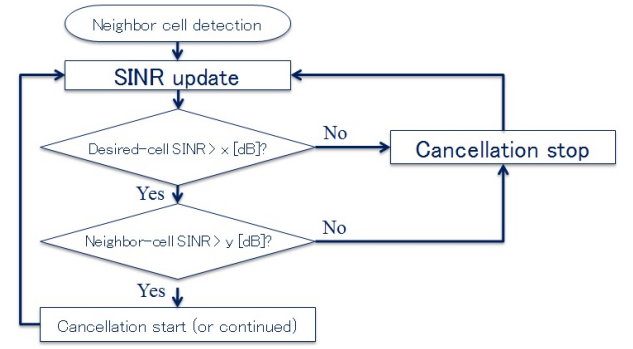 Neighbor cell detection
SINR update
Desired-cell SINR > x [dB]?
No
Cancellation stop
Yes
Neighbor-cell SINR > y [dB]?
No
Yes
Cancellation start (or continued)